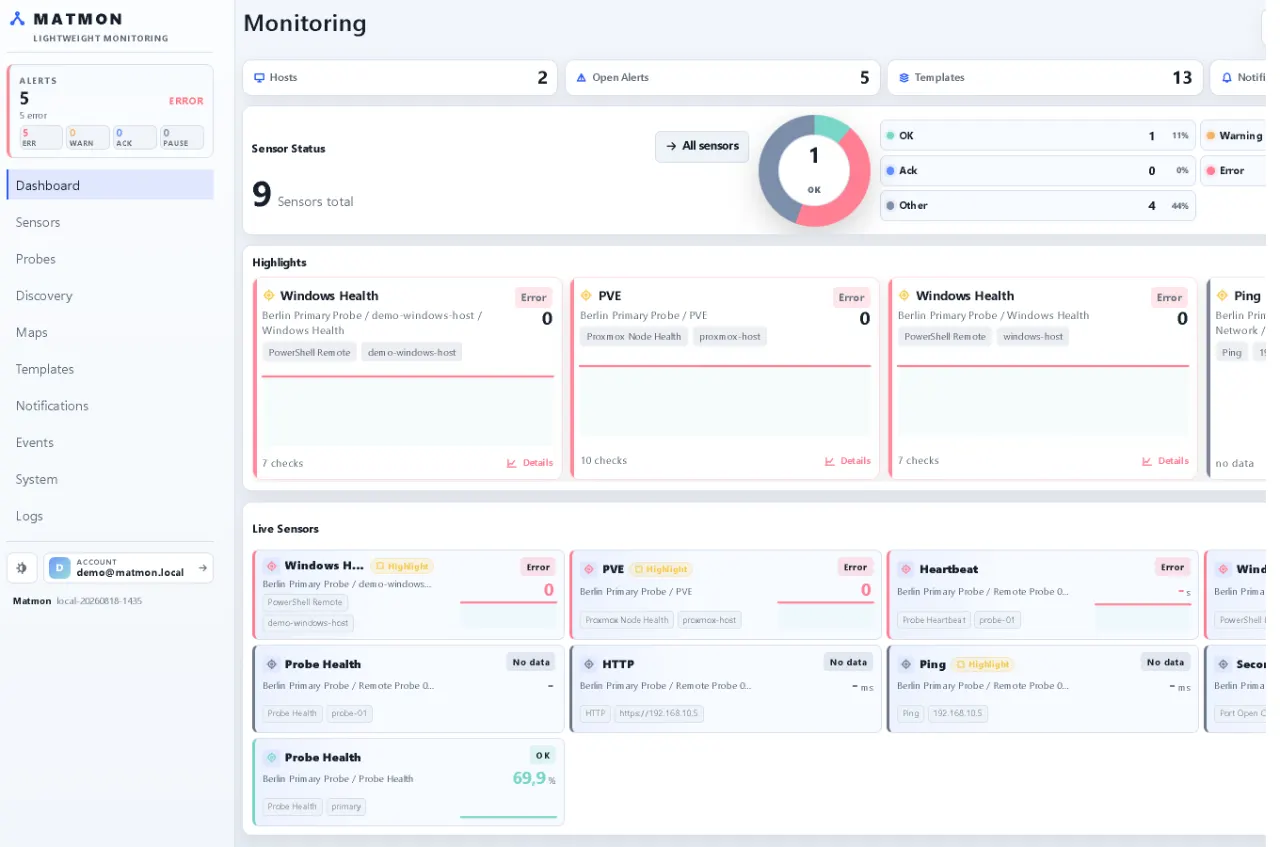 MATMON
LIGHTWEIGHT MONITORING
ALERTS
5
ERROR
5 error
5 ERR
0 WARN
0 ACK
0 PAUSE
Dashboard
Sensors
Probes
Discovery
Maps
Templates
Notifications
Events
System
Logs
D
ACCOUNT
demo@matmon.local
Matmon local-20260818-1435
Monitoring
Hosts 2
Open Alerts 5
Templates 13
Sensor Status
9 Sensors total
All sensors
1
OK
OK 1 11%
Warning
Ack 0 0%
Error
Other 4 44%
Highlights
Windows Health
Error
Berlin Primary Probe / demo-windows-host /
Windows Health
0
PowerShell Remote
demo-windows-host
7 checks
Details
PVE
Error
Berlin Primary Probe / PVE
0
Proxmox Node Health
proxmox-host
10 checks
Details
Windows Health
Error
Berlin Primary Probe / Windows Health
0
PowerShell Remote
windows-host
7 checks
Details
Ping
Network /
Ping
no data
Live Sensors
Windows H...
Highlight
Error
Berlin Primary Probe / demo-windows...
0
PowerShell Remote
demo-windows-host
PVE
Highlight
Error
Berlin Primary Probe / PVE
0
Proxmox Node Health
proxmox-host
Heartbeat
Error
Berlin Primary Probe / Remote Probe 0...
- s
Probe Heartbeat
probe-01
Probe Health
No data
Berlin Primary Probe / Remote Probe 0...
-
Probe Health
probe-01
HTTP
No data
Berlin Primary Probe / Remote Probe 0...
- ms
HTTP
https://192.168.10.5
Ping
Highlight
No data
Berlin Primary Probe / Remote Probe 0...
- ms
Ping
192.168.10.5
Probe Health
OK
Berlin Primary Probe / Probe Health
69,9 %
Probe Health
primary